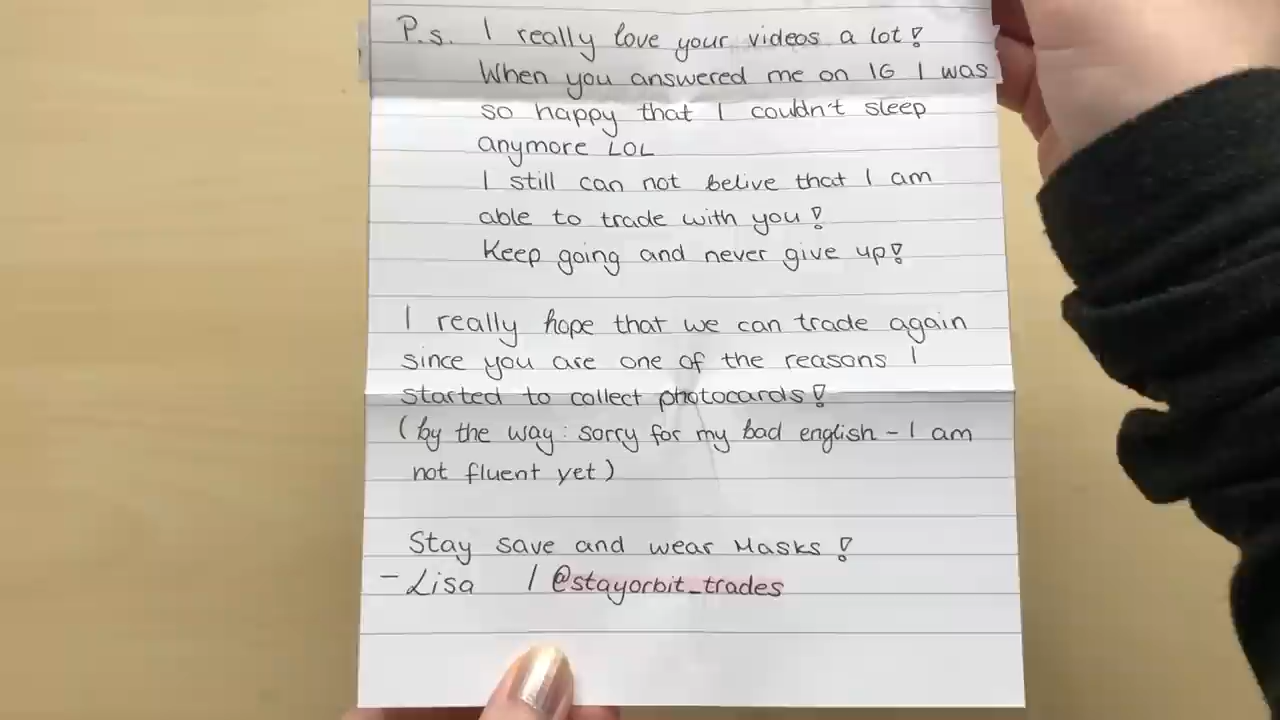 P.s. I really love your videos a lot!
When you answered me on IG I was
so happy that I couldn't sleep
anymore LOL
I still can not belive that I am
able to trade with you!
Keep going and never give up!
I really hope that we can trade again
since you are one of the reasons I
started to collect photocards!
(by the way: sorry for my bad english - I am
not fluent yet)
Stay save and wear Masks!
- Lisa / @stayorbit_trades